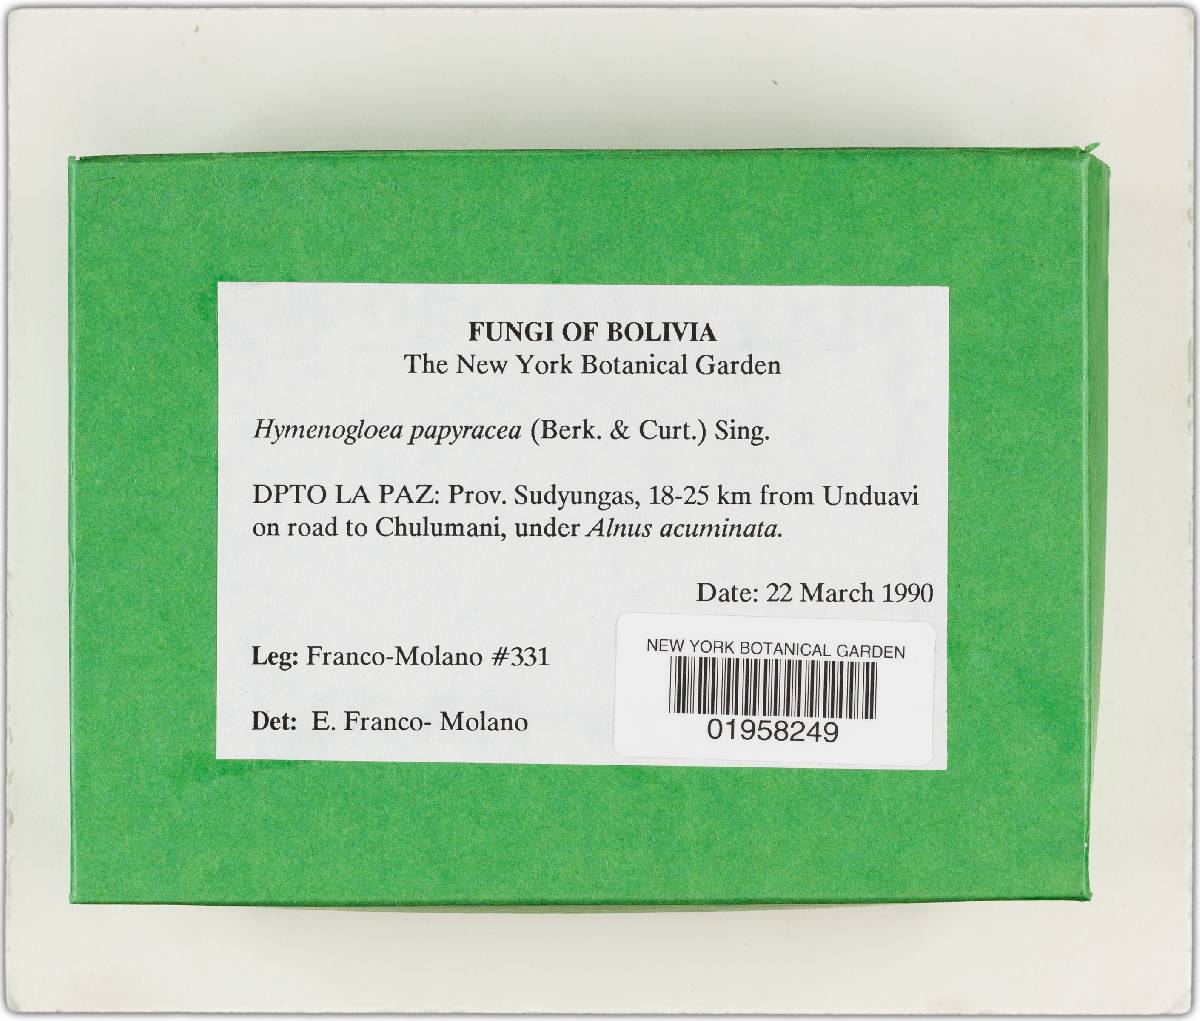 FUNGI OF BOLIVIA
The New York Botanical Garden
Hymenogloea papyracea (Berk. & Curt.) Sing.
DPTO LA PAZ: Prov. Sudyungas, 18-25 km from Unduavi
on road to Chulumani, under Alnus acuminata.
Date: 22 March 1990
Leg: Franco-Molano #331
Det: E. Franco- Molano
NEW YORK BOTANICAL GARDEN
01958249